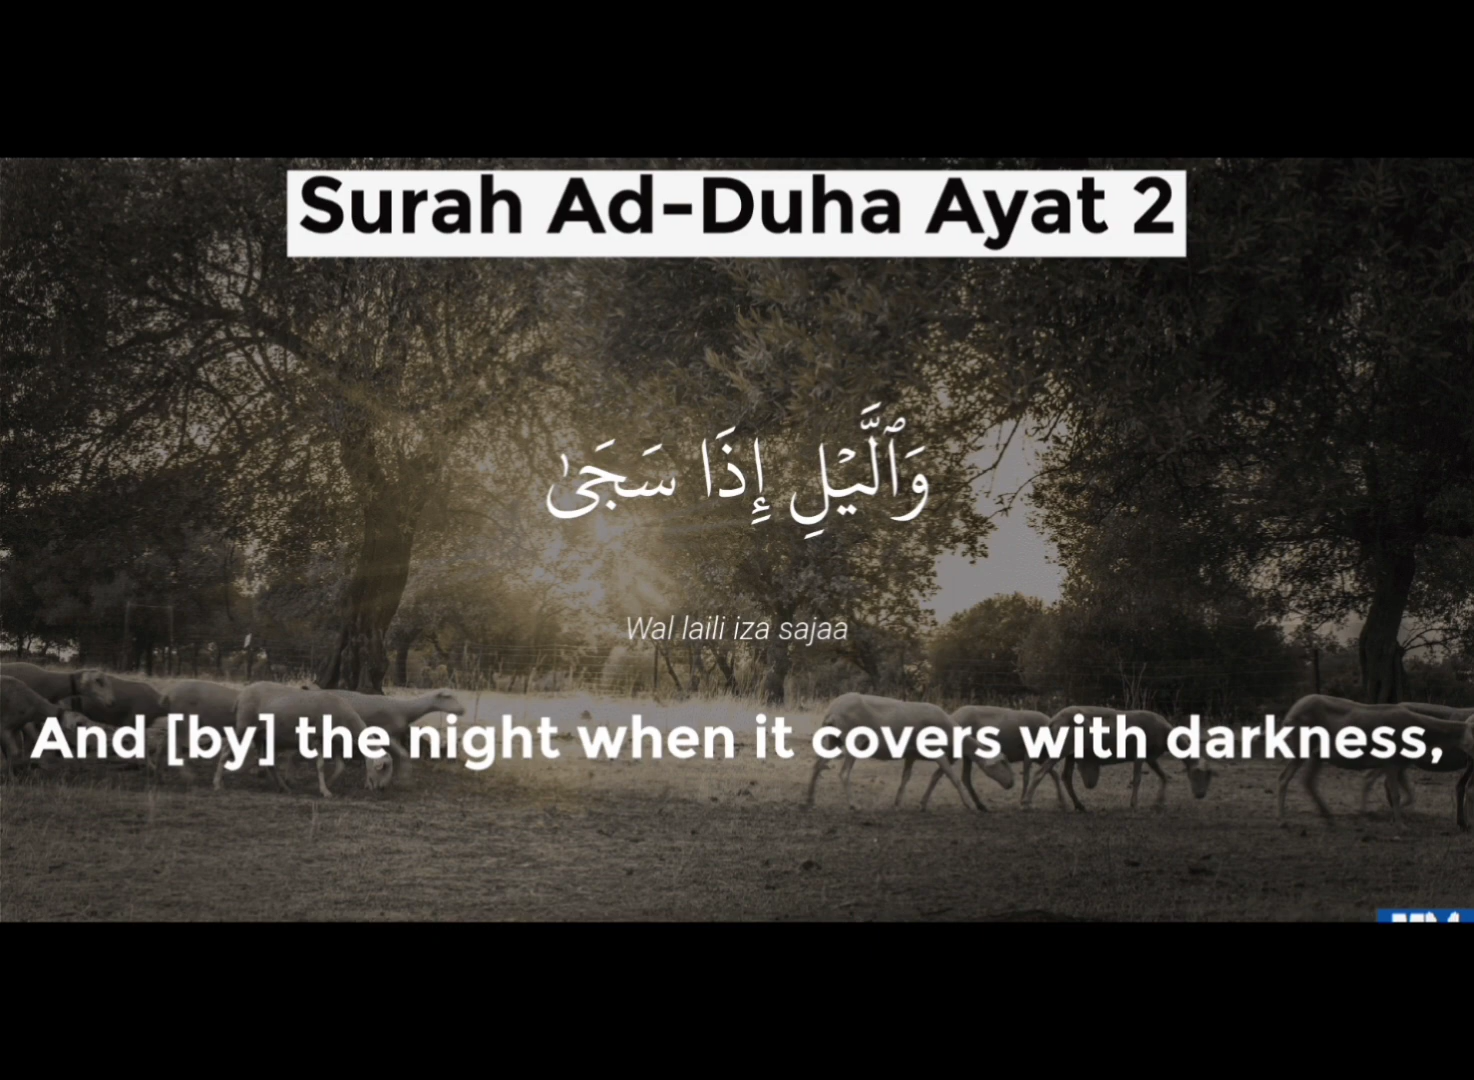 Surah Ad-Duha Ayat 2
وَٱلَّيْلِ إِذَا سَجَىٰ
Wal laili iza sajaa
And [by] the night when it covers with darkness,